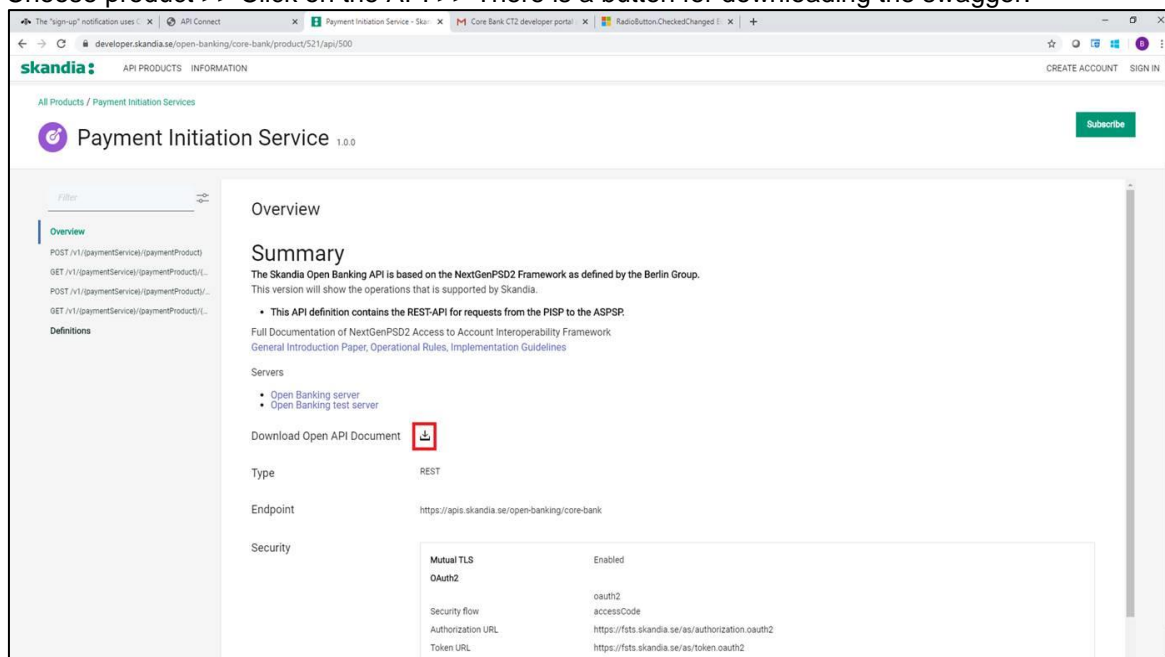 Choose product >> Click on the API >> There is a button for downloading the swagger.
The "sign-up" notification uses C
API Connect
Payment Initiation Service - Skan
Core Bank CT2 developer portal
RadioButton.CheckedChanged E
developer.skandia.se/open-banking/core-bank/product/521/api/500
B
skandia:
API PRODUCTS INFORMATION
CREATE ACCOUNT SIGN IN
All Products / Payment Initiation Services
Payment Initiation Service 1.0.0
Subscribe
Filter
Overview
POST /v1/{paymentService}/{paymentProduct}
GET /v1/{paymentService}/{paymentProduct}/{...
POST /v1/{paymentService}/{paymentProduct}/...
GET /v1/{paymentService}/{paymentProduct}/{...
Definitions
Overview
Summary
The Skandia Open Banking API is based on the NextGenPSD2 Framework as defined by the Berlin Group.
This version will show the operations that is supported by Skandia.
• This API definition contains the REST-API for requests from the PISP to the ASPSP.
Full Documentation of NextGenPSD2 Access to Account Interoperability Framework
General Introduction Paper, Operational Rules, Implementation Guidelines
Servers
• Open Banking server
• Open Banking test server
Download Open API Document
Type REST
Endpoint https://apis.skandia.se/open-banking/core-bank
Security
Mutual TLS Enabled
OAuth2
oauth2
Security flow accessCode
Authorization URL https://fsts.skandia.se/as/authorization.oauth2
Token URL https://fsts.skandia.se/as/token.oauth2